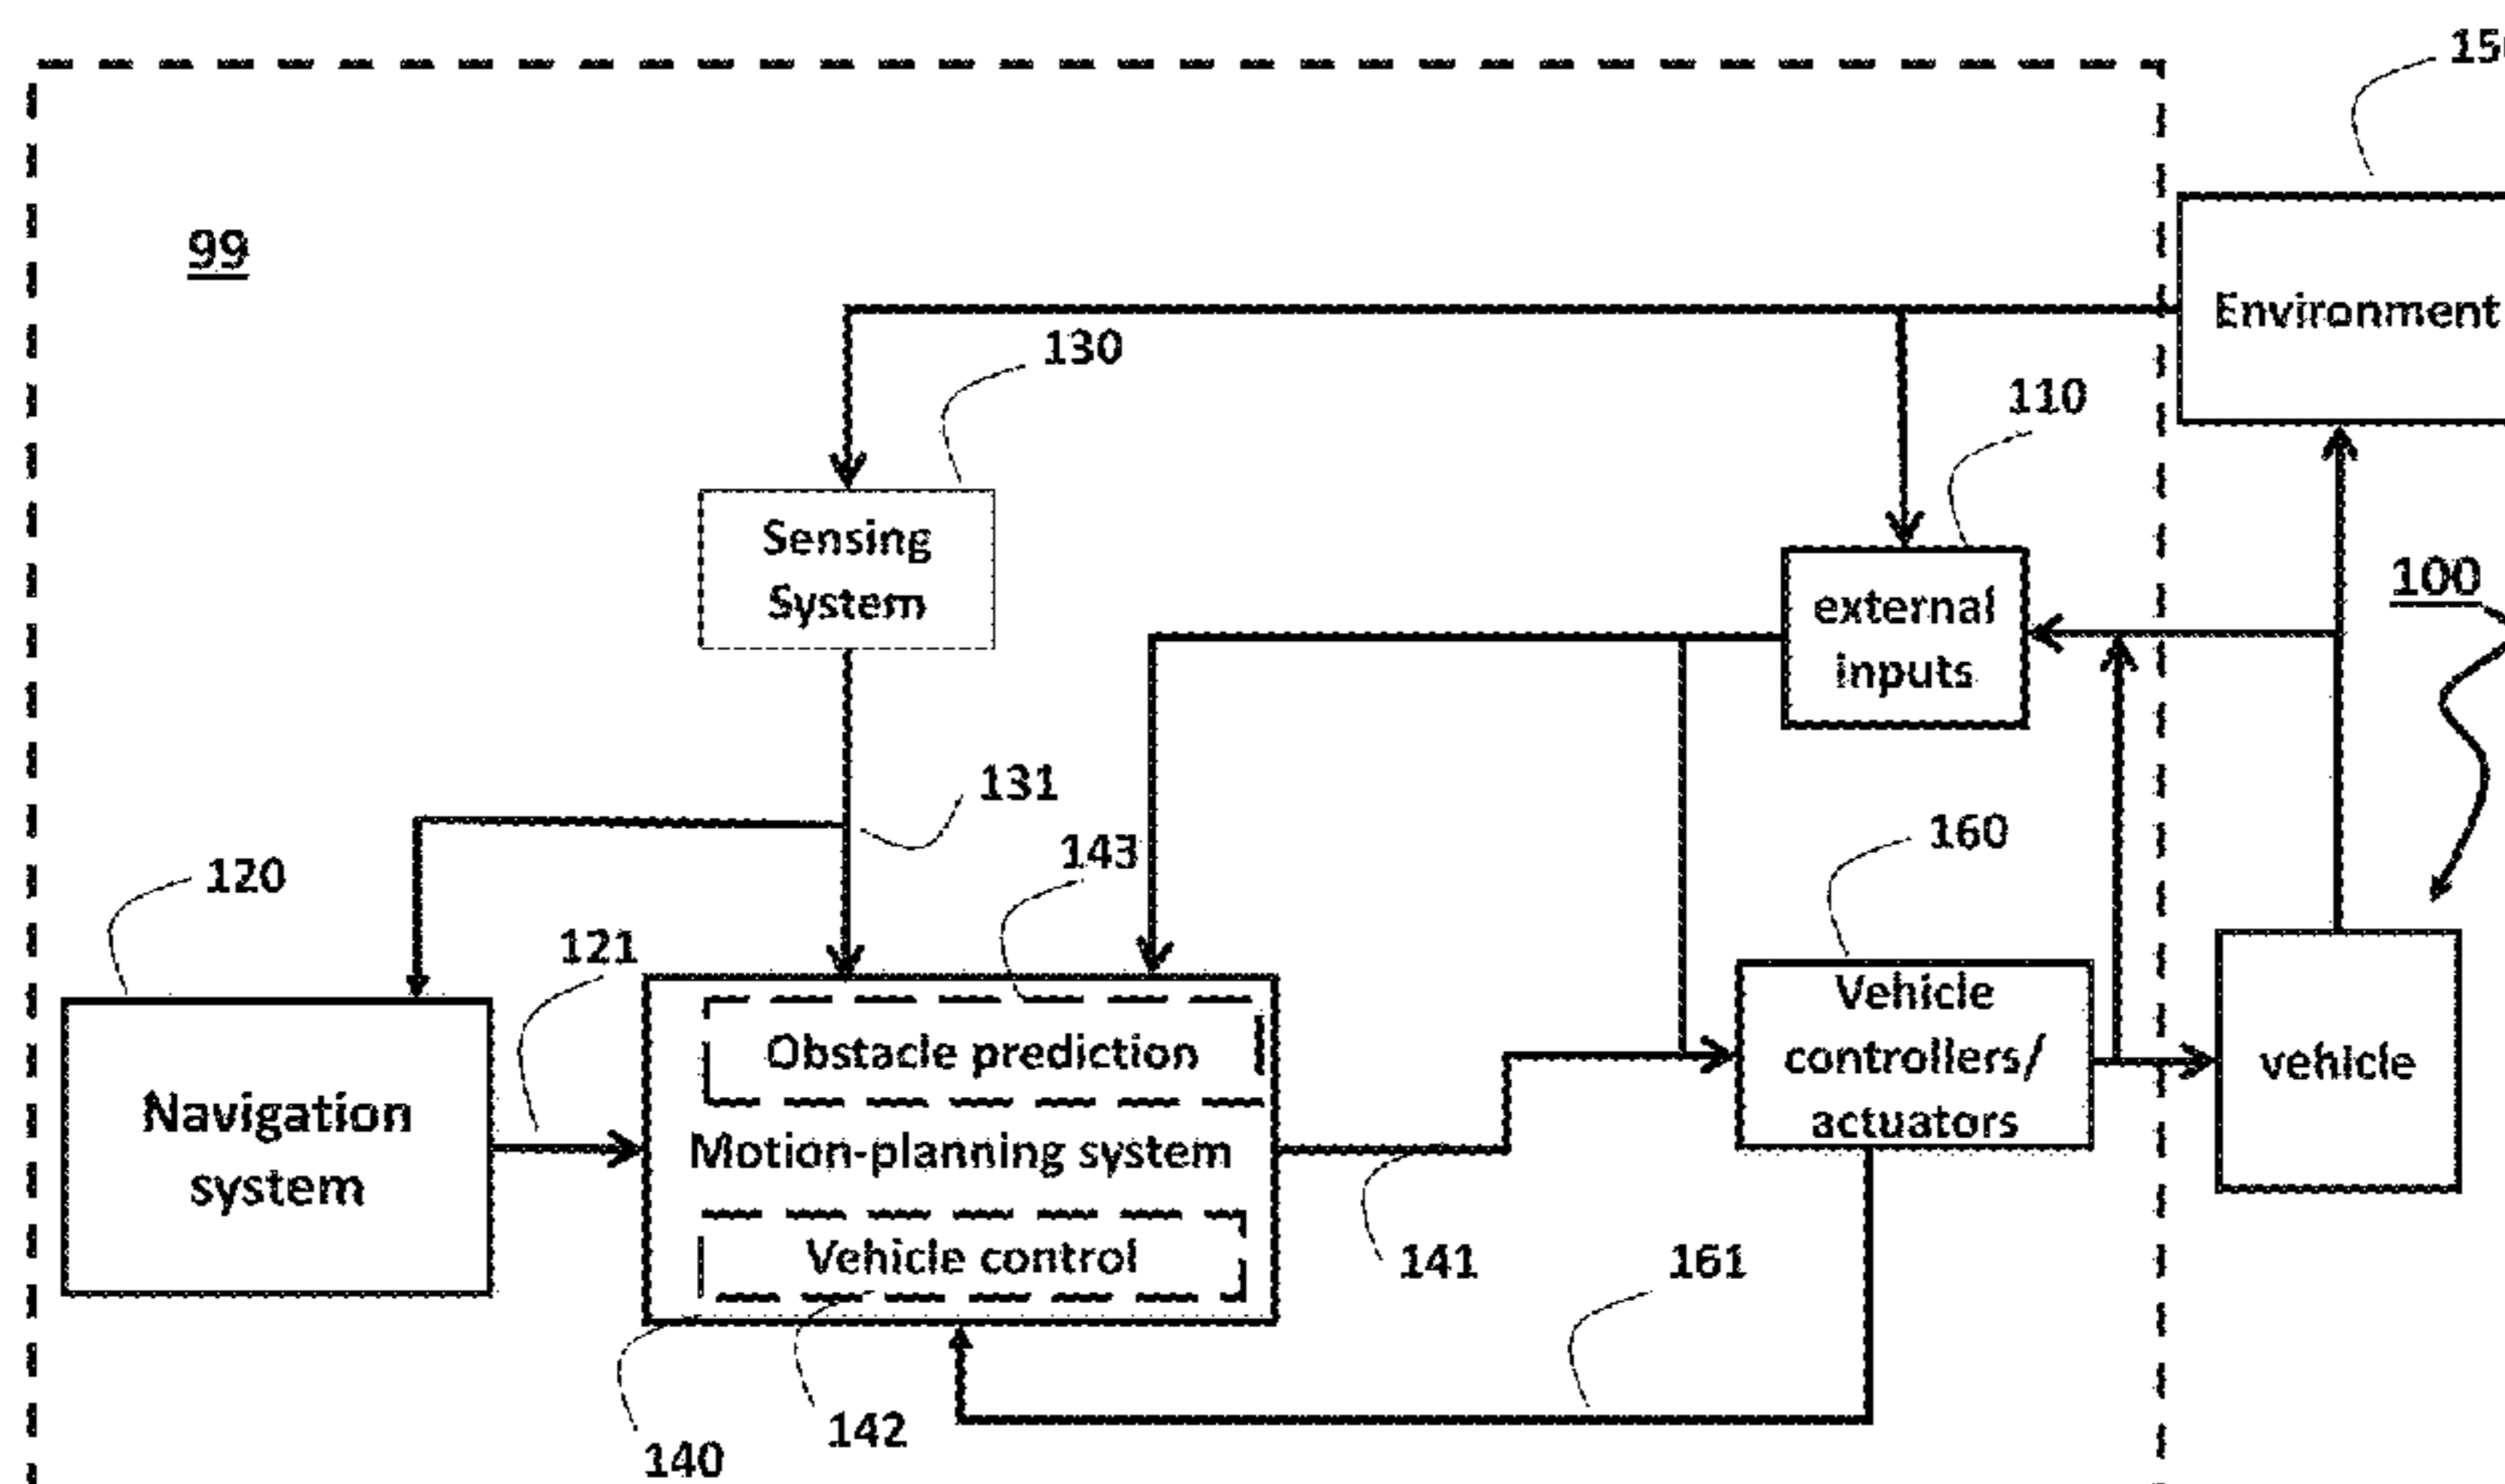 99
Environment
130
110
Sensing
System
100
external
inputs
131
143
160
120
121
Vehicle
controllers/
actuators
vehicle
Obstacle prediction
Navigation
system
Motion-planning system
Vehicle control
141
161
142
140